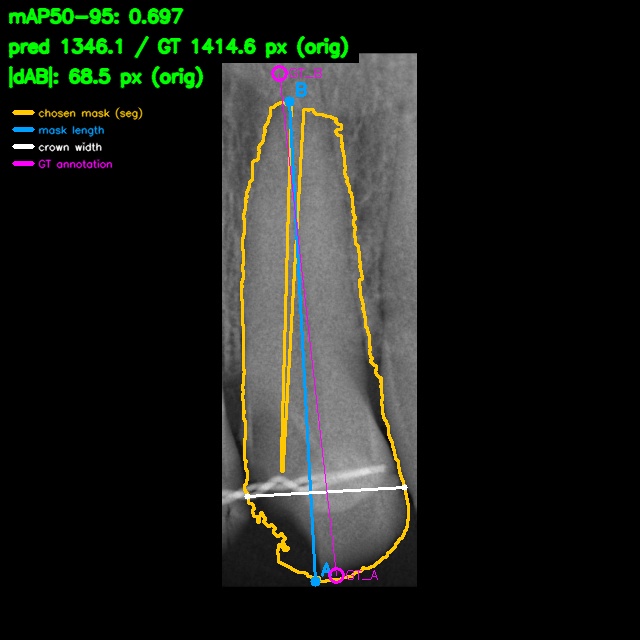 mAP50-95: 0.697
pred 1346.1 / GT 1414.6 px (orig)
|dAB|: 68.5 px (orig)
chosen mask (seg)
mask length
crown width
GT annotation
GT_B
B
A
GT_A